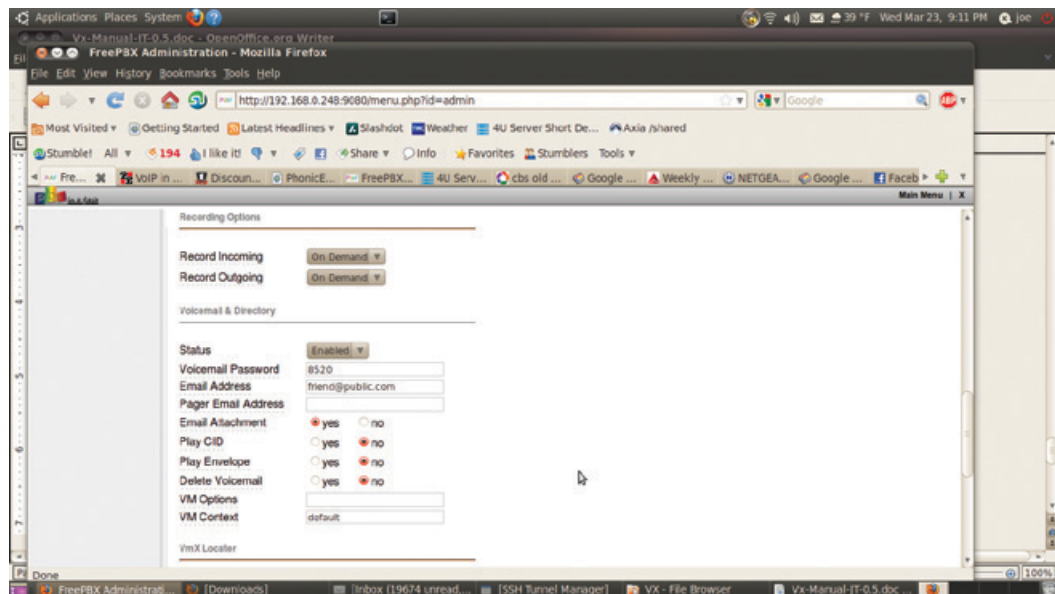 Applications Places System 39 °F Wed Mar 23, 9:11 PM joe
Vx-Manual-IT-0.5.doc - OpenOffice.org Writer
FreePBX Administration - Mozilla Firefox
File Edit View History Bookmarks Tools Help
http://192.168.0.248:9080/menu.php?id=admin Google ABP
Most Visited Getting Started Latest Headlines Slashdot Weather 4U Server Short De... Axia /shared
Stumble! All 194 I like it! Share Info Favorites Stumblers Tools
Fre... VoIP in ... Discoun... PhonicE... FreePBX... 4U Serv... cbs old ... Google ... Weekly ... NETGEA... Google ... Faceb
Main Menu | X
Recording Options
Record Incoming On Demand
Record Outgoing On Demand
Voicemail & Directory
Status Enabled
Voicemail Password 8520
Email Address friend@public.com
Pager Email Address
Email Attachment yes no
Play CID yes no
Play Envelope yes no
Delete Voicemail yes no
VM Options
VM Context default
VmX Locater
Done 100%
FreePBX Administrati... [Downloads] [Inbox (19674 unread,... [SSH Tunnel Manager] VX - File Browser Vx-Manual-IT-0.5.doc ...